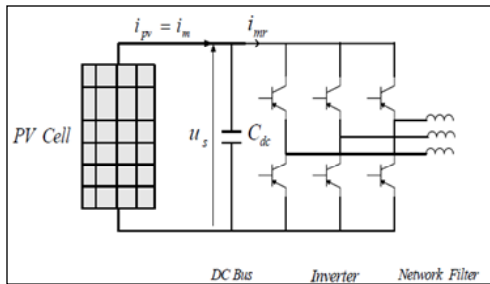 i_pv = i_m
i_mr
PV Cell
u_s
C_dc
DC Bus
Inverter
Network Filter